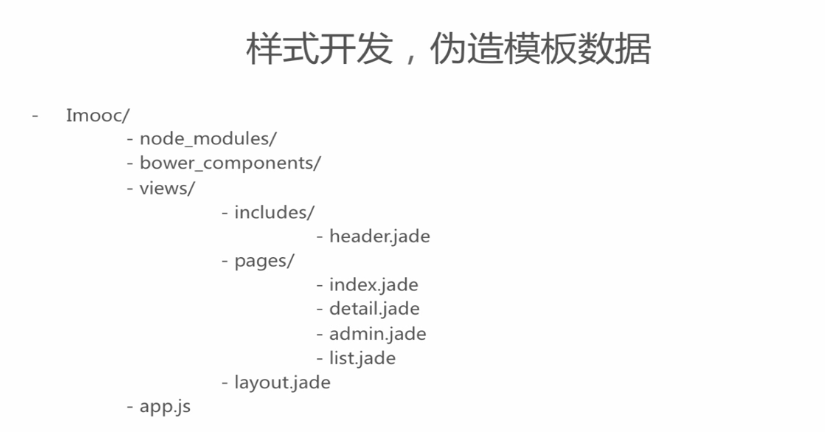 样式开发，伪造模板数据
- Imooc/
- node_modules/
- bower_components/
- views/
- includes/
- header.jade
- pages/
- index.jade
- detail.jade
- admin.jade
- list.jade
- layout.jade
- app.js